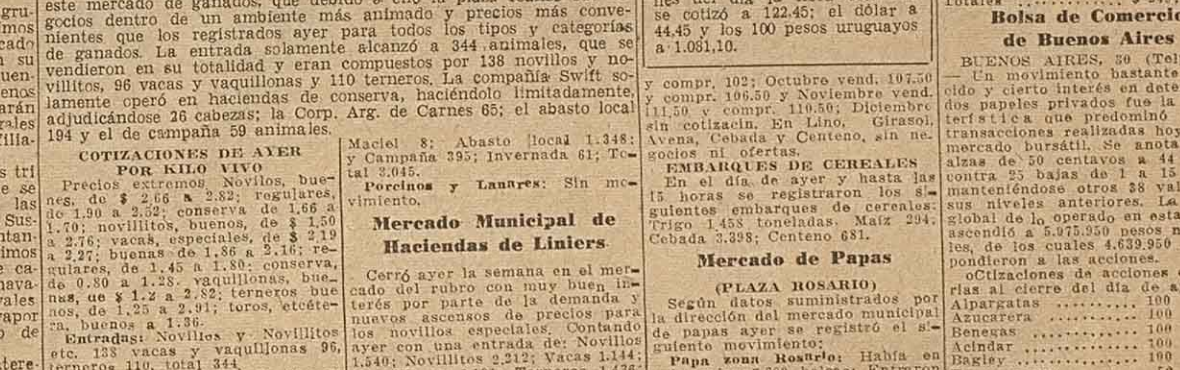 este mercado de ganados, que debido a
gocios dentro de un ambiente más animado y precios más conve-
nientes que los registrados ayer para todos los tipos y categorías
de ganados. La entrada solamente alcanzó a 344 animales, que se
vendieron en su totalidad y eran compuestos por 138 novillos y no-
villitos, 96 vacas y vaquillonas y 110 terneros. La compañía Swift so-
lamente operó en haciendas de conserva, haciéndolo limitadamente,
adjudicándose 26 cabezas; la Corp. Arg. de Carnes 65; el abasto local
194 y el de campaña 59 animales.
COTIZACIONES DE AYER
POR KILO VIVO
Precios extremos Novilos, bue-
nes, de $ 2,66 a 2.82; regulares,
de 1.90 a 2.52; conserva de 1,66 a
1.70; novillitos, buenos, de $ 1,50
a 2.76; vacas, especiales, de $ 2,19
a 2.27; buenas de 1.86 a 2.16; re-
gulares, de 1.45 a 1.80; conserva,
de 0.80 a 1.28. vaquillonas, bue-
nas, de $ 1.2 a 2.82; terneros bue
nos, de 1,25 a 2.91; toros, etcéte-
ra, buenos a 1.36.
Entradas: Novillos y Novillitos
etc. 138 vacas y vaquillonas 96,
terneros 110, total 344
Maciel 8; Abasto local 1.348;
y Campaña 395; Invernada 61; To-
tal 3.045.
Porcinos y Lanares: Sin mo-
vimiento.
Mercado Municipal de
Haciendas de Liniers
Cerró ayer la semana en el mer-
cado del rubro con muy buen in-
terés por parte de la demanda y
nuevos ascensos de precios para
los novillos especiales. Contando
ayer con una entrada de: Novillos
1.540; Novillitos 2.212; Vacas 1.144;
se cotizó a 122.45; el dólar a
44.45 y los 100 pesos uruguayos
a 1.081,10.
y compr. 102; Octubre vend. 107.50
y compr. 106.50 y Noviembre vend.
111,50 y compr. 110.50; Diciembre
sin cotizacin. En Lino, Girasol,
Avena, Cebada y Centeno, sin ne-
gocios ni ofertas.
EMBARQUES DE CEREALES
En el día de ayer y hasta las
15 horas se registraron los si-
guientes embarques de cereales:
Trigo 1.458 toneladas. Maíz 294;
Cebada 3.398; Centeno 681.
Mercado de Papas
(PLAZA ROSARIO)
Según datos suministrados por
la dirección del mercado municipal
de papas ayer se registró el si-
guiente movimiento:
Papa zona Rosario: Había en
Bolsa de Comercio
de Buenos Aires
BUENOS AIRES, 30 (Tel
— Un movimiento bastante
cido y cierto interés en dete
dos papeles privados fue la
terística que predominó
transacciones realizadas hoy
mercado bursátil. Se anota
alzas de 50 centavos a 44
contra 25 bajas de 1 a 15
manteniéndose otros 38 val
sus niveles anteriores. La
global de lo operado en esta
ascendió a 5.975.950 pesos n
les, de los cuales 4.639.950
pondieron a las acciones.
oCtizaciones de acciones
rias al cierre del día de a
Alpargatas .......... 100
Azucarera .......... 100
Benegas .......... 100
Acindar .......... 100
Bagley .......... 100